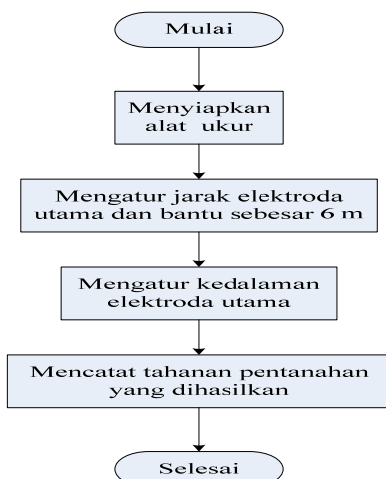 Mulai
Menyiapkan
alat ukur
Mengatur jarak elektroda
utama dan bantu sebesar 6 m
Mengatur kedalaman
elektroda utama
Mencatat tahanan pentanahan
yang dihasilkan
Selesai